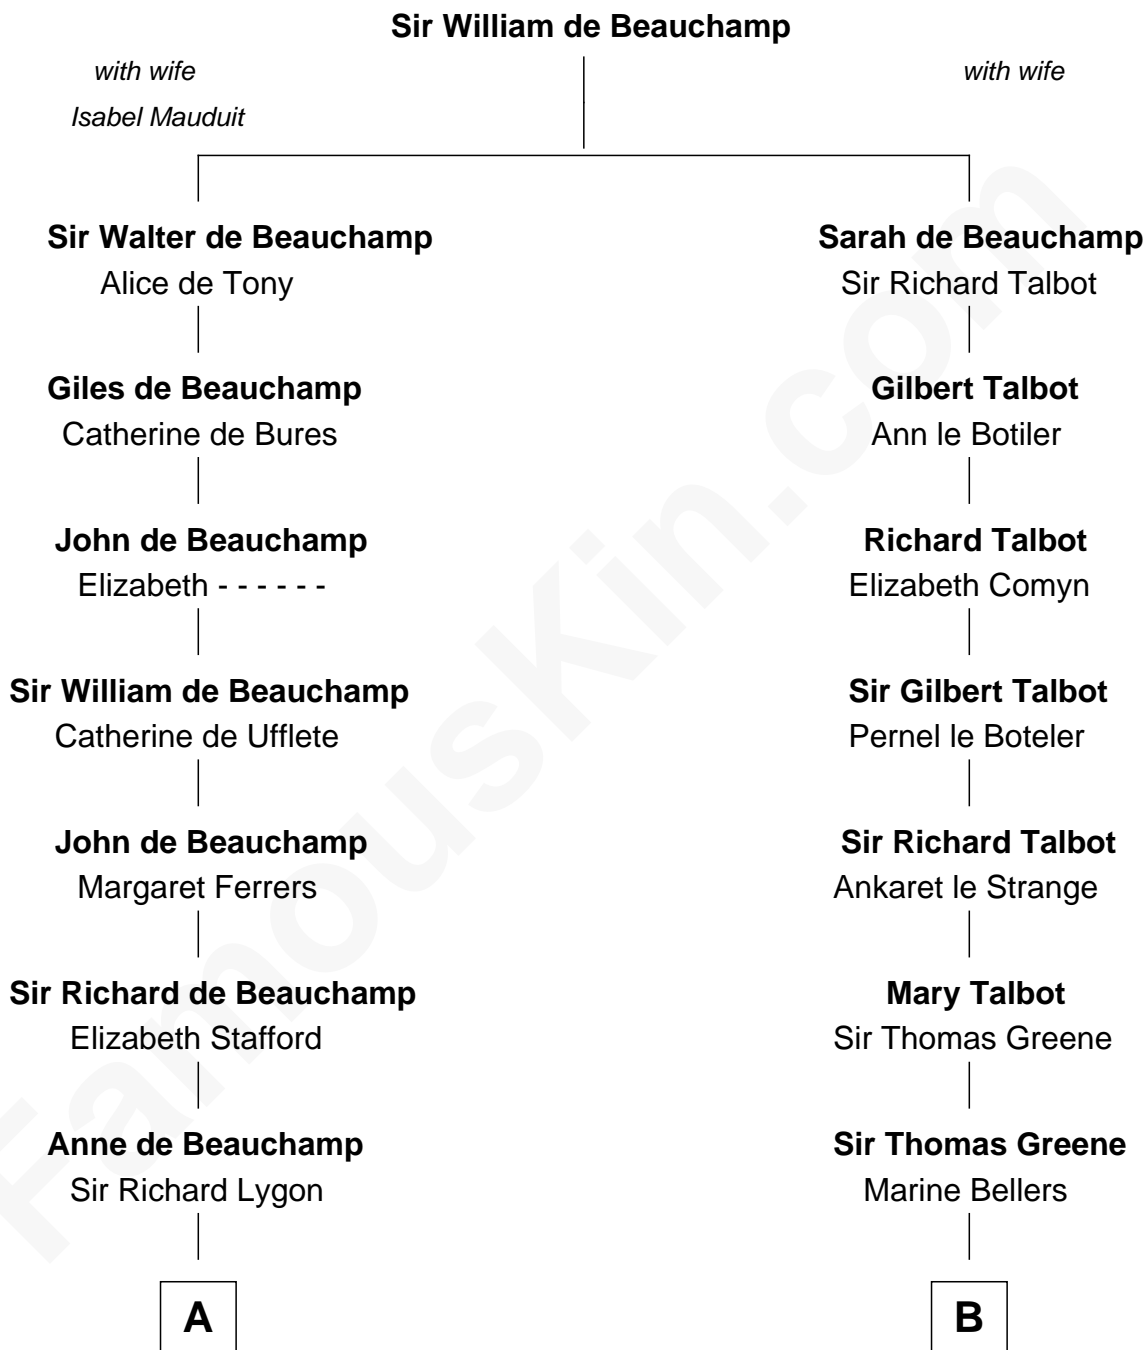 Sir William de Beauchamp
with wife
with wife
Isabel Mauduit
Sir Walter de Beauchamp
Sarah de Beauchamp
Alice de Tony
Sir Richard Talbot
Giles de Beauchamp
Gilbert Talbot
Catherine de Bures
Ann le Botiler
John de Beauchamp
Richard Talbot
Elizabeth - - - - - -
Elizabeth Comyn
Sir William de Beauchamp
Sir Gilbert Talbot
Catherine de Ufflete
Pernel le Boteler
John de Beauchamp
Sir Richard Talbot
Margaret Ferrers
Ankaret le Strange
Sir Richard de Beauchamp
Mary Talbot
Elizabeth Stafford
Sir Thomas Greene
Anne de Beauchamp
Sir Thomas Greene
Sir Richard Lygon
Marine Bellers
A
B
FamousKin.com